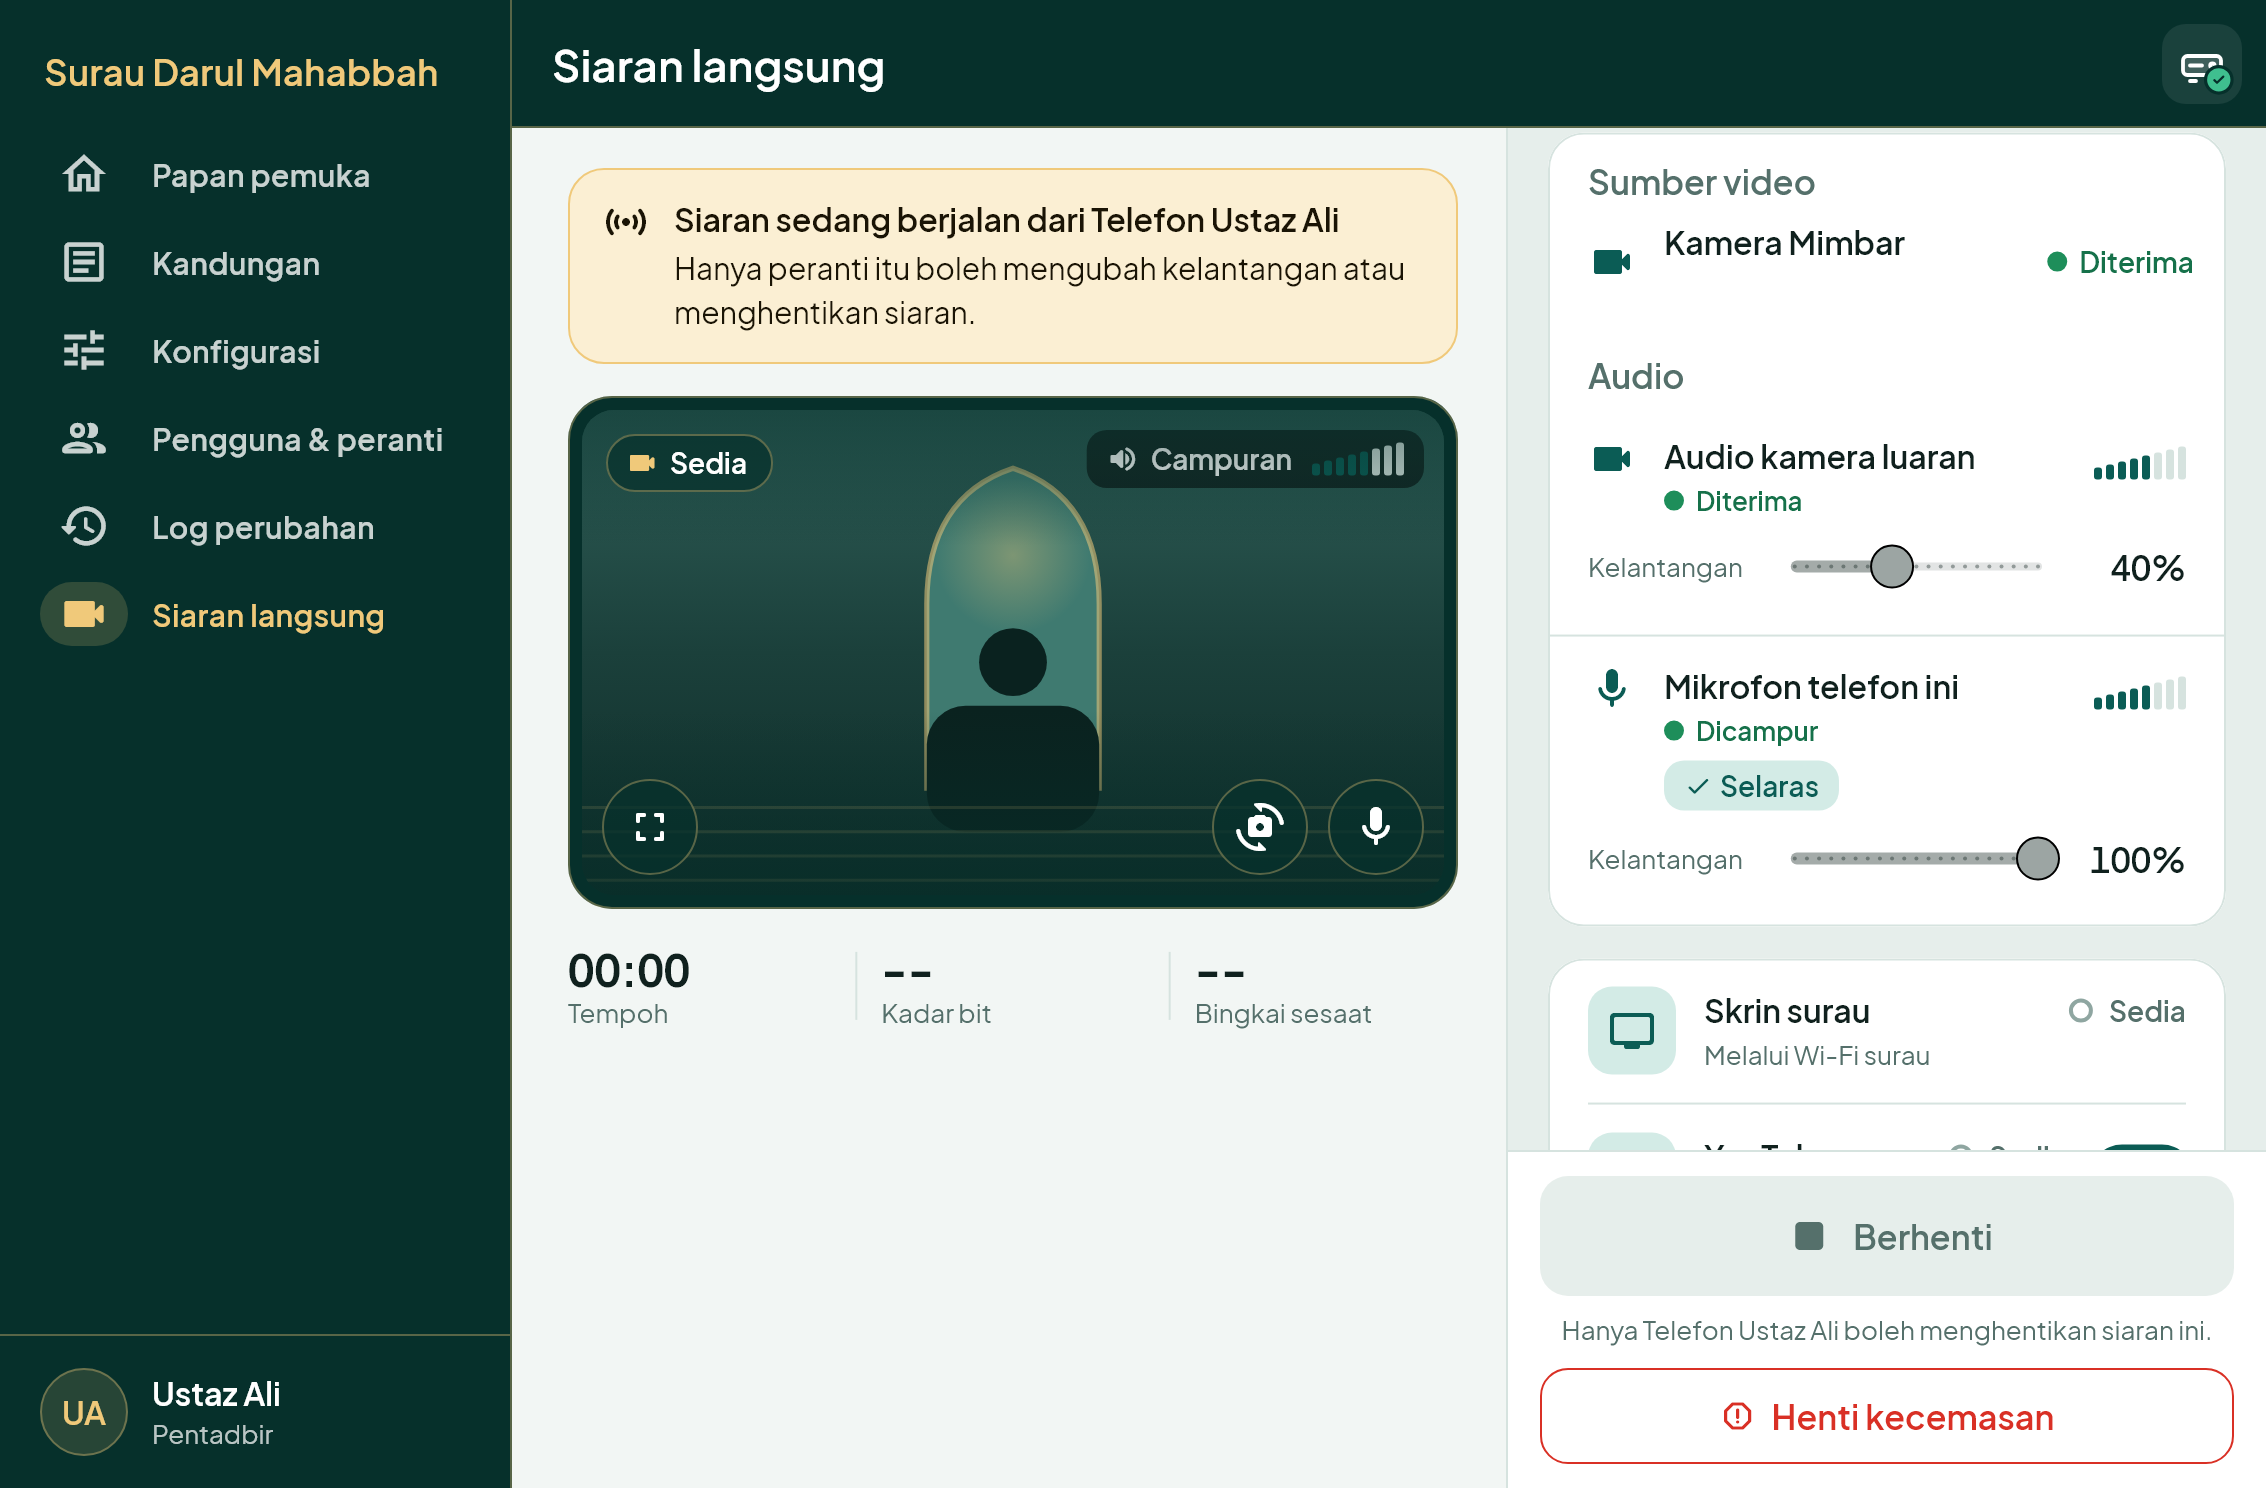 Surau Darul Mahabbah
Papan pemuka
Kandungan
Konfigurasi
Pengguna & peranti
Log perubahan
Siaran langsung
UA
Ustaz Ali
Pentadbir
Siaran langsung
Siaran sedang berjalan dari Telefon Ustaz Ali
Hanya peranti itu boleh mengubah kelantangan atau
menghentikan siaran.
Sedia
Campuran
00:00
Tempoh
--
Kadar bit
--
Bingkai sesaat
Sumber video
Kamera Mimbar
Diterima
Audio
Audio kamera luaran
Diterima
Kelantangan
40%
Mikrofon telefon ini
Dicampur
Selaras
Kelantangan
100%
Skrin surau
Sedia
Melalui Wi-Fi surau
Berhenti
Hanya Telefon Ustaz Ali boleh menghentikan siaran ini.
Henti kecemasan